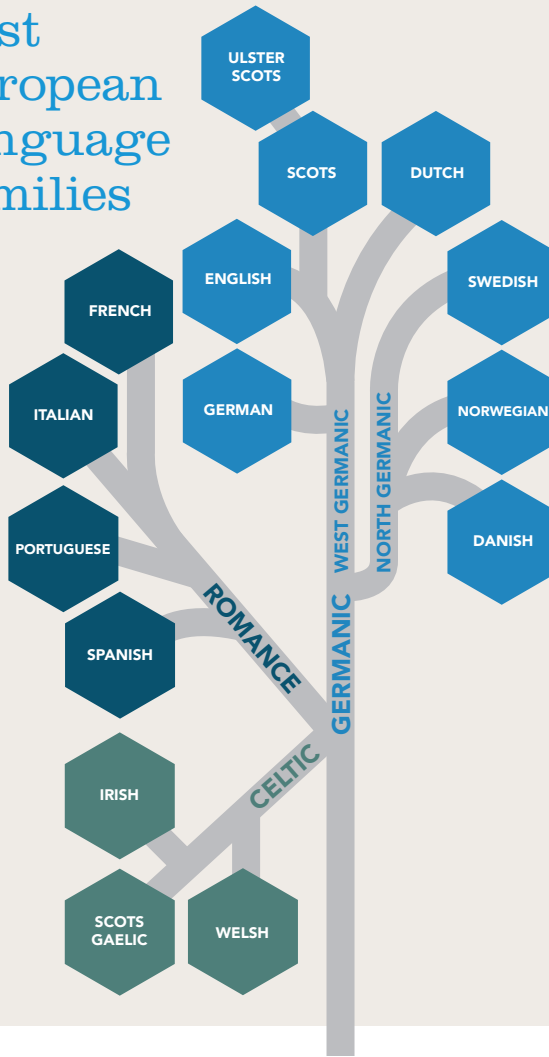 st
ropean
nguage
milies
ULSTER
SCOTS
SCOTS
DUTCH
ENGLISH
SWEDISH
FRENCH
GERMAN
ITALIAN
NORWEGIAN
WEST GERMANIC
NORTH GERMANIC
PORTUGUESE
DANISH
ROMANCE
GERMANIC
SPANISH
CELTIC
IRISH
SCOTS
GAELIC
WELSH